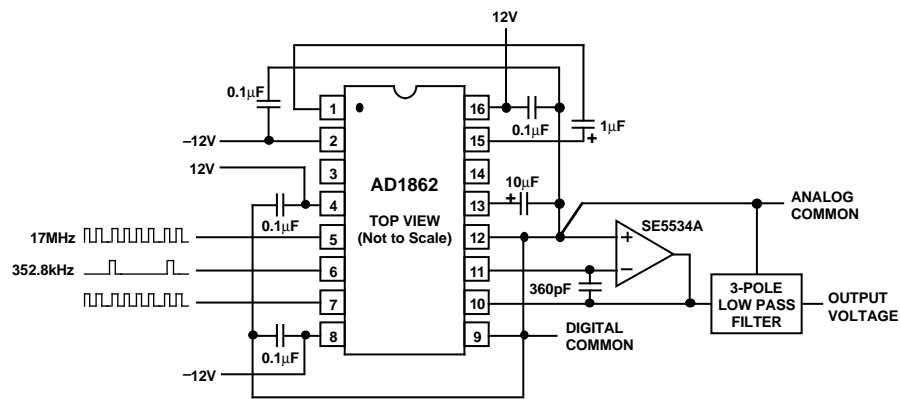 12V
0.1µF
1
16
0.1µF
1µF
+
–12V
2
15
12V
3
14
AD1862
10µF
+
4
13
0.1µF
TOP VIEW
(Not to Scale)
ANALOG
COMMON
SE5534A
17MHz
5
12
+
352.8kHz
6
11
–
360pF
7
10
3-POLE
LOW PASS
FILTER
OUTPUT
VOLTAGE
8
9
0.1µF
DIGITAL
COMMON
–12V